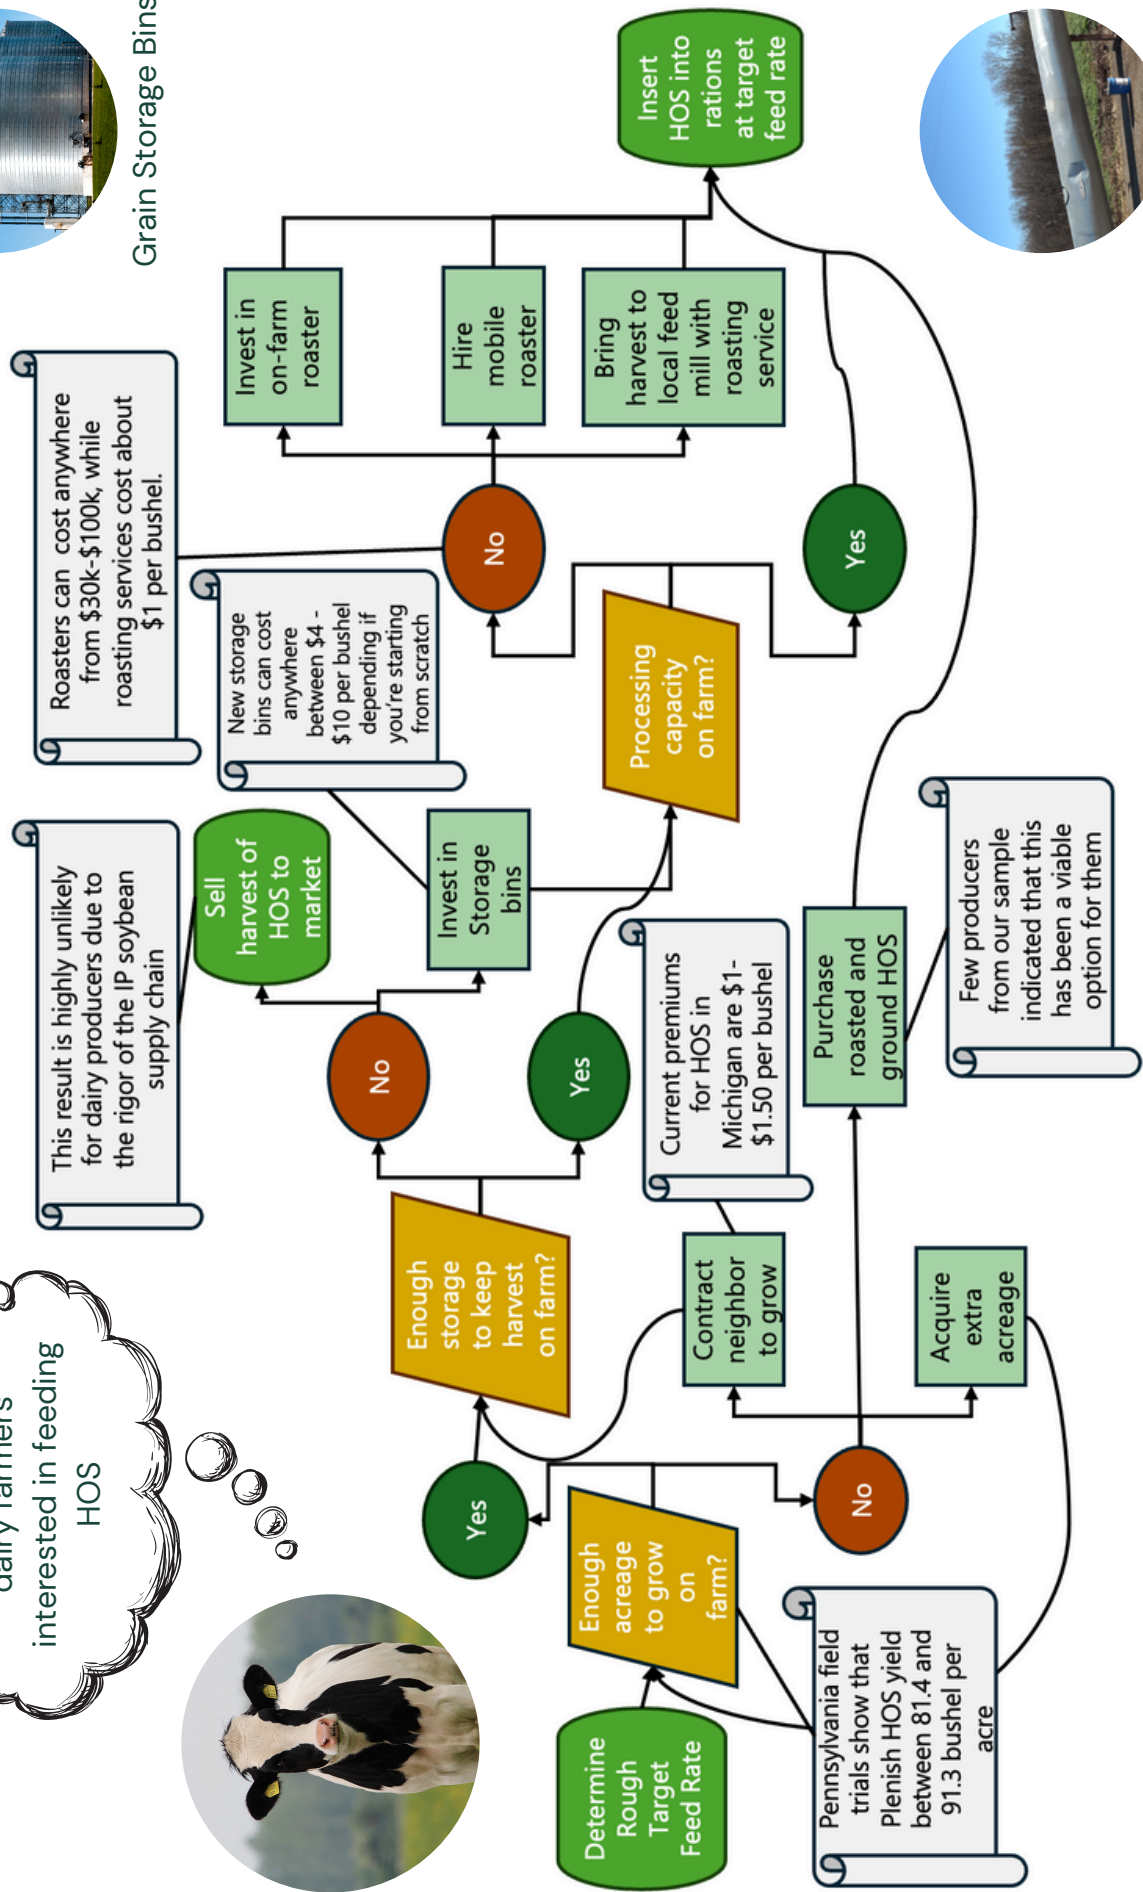 dairy farmers
interested in feeding
HOS
Grain Storage Bins
This result is highly unlikely
for dairy producers due to
the rigor of the IP soybean
supply chain
Roasters can cost anywhere
from $30k-$100k, while
roasting services cost about
$1 per bushel.
New storage
bins can cost
anywhere
between $4 -
$10 per bushel
depending if
you're starting
from scratch
Sell
harvest of
HOS to
market
Invest in
on-farm
roaster
No
Invest in
Storage
bins
No
Hire
mobile
roaster
Enough
storage
to keep
harvest
on farm?
Yes
Yes
Processing
capacity
on farm?
Bring
harvest to
local feed
mill with
roasting
service
Insert
HOS into
rations
at target
feed rate
Determine
Rough
Target
Feed Rate
Enough
acreage
to grow
on
farm?
Contract
neighbor
to grow
Current premiums
for HOS in
Michigan are $1-
$1.50 per bushel
No
Purchase
roasted and
ground HOS
Yes
Pennsylvania field
trials show that
Plenish HOS yield
between 81.4 and
91.3 bushel per
acre
Acquire
extra
acreage
Few producers
from our sample
indicated that this
has been a viable
option for them